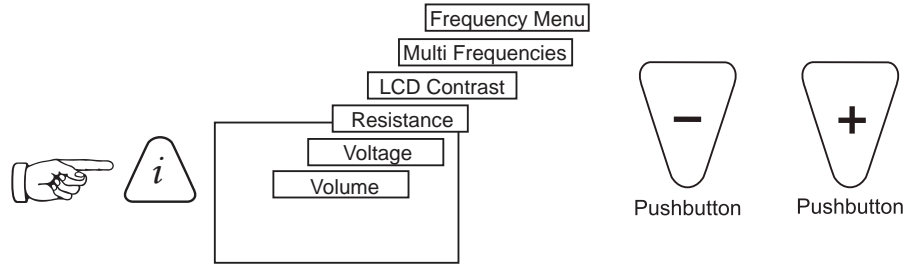 Frequency Menu
Multi Frequencies
LCD Contrast
Resistance
Voltage
Volume
i
−
+
Pushbutton
Pushbutton